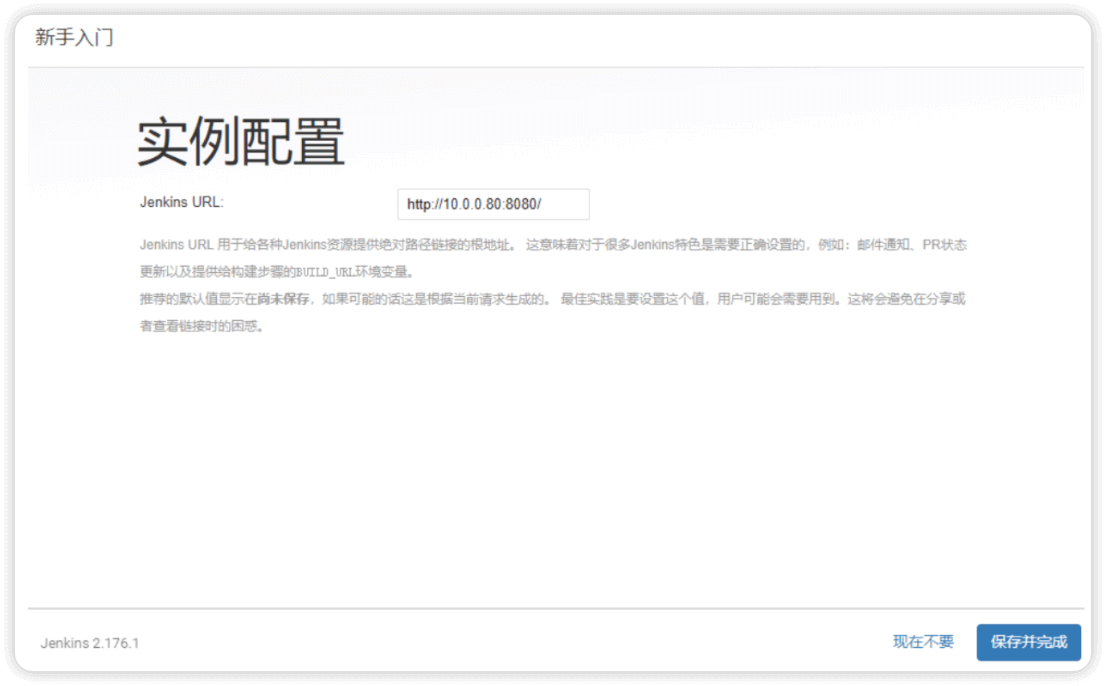 新手入门
实例配置
Jenkins URL: http://10.0.0.80:8080/
Jenkins URL 用于给各种Jenkins资源提供绝对路径链接的根地址。 这意味着对于很多Jenkins特色是需要正确设置的，例如：邮件通知、PR状态
更新以及提供给构建步骤的BUILD_URL环境变量。
推荐的默认值显示在尚未保存，如果可能的话这是根据当前请求生成的。 最佳实践是要设置这个值，用户可能会需要用到。这将会避免在分享或
者查看链接时的困惑。
Jenkins 2.176.1 现在不要 保存并完成